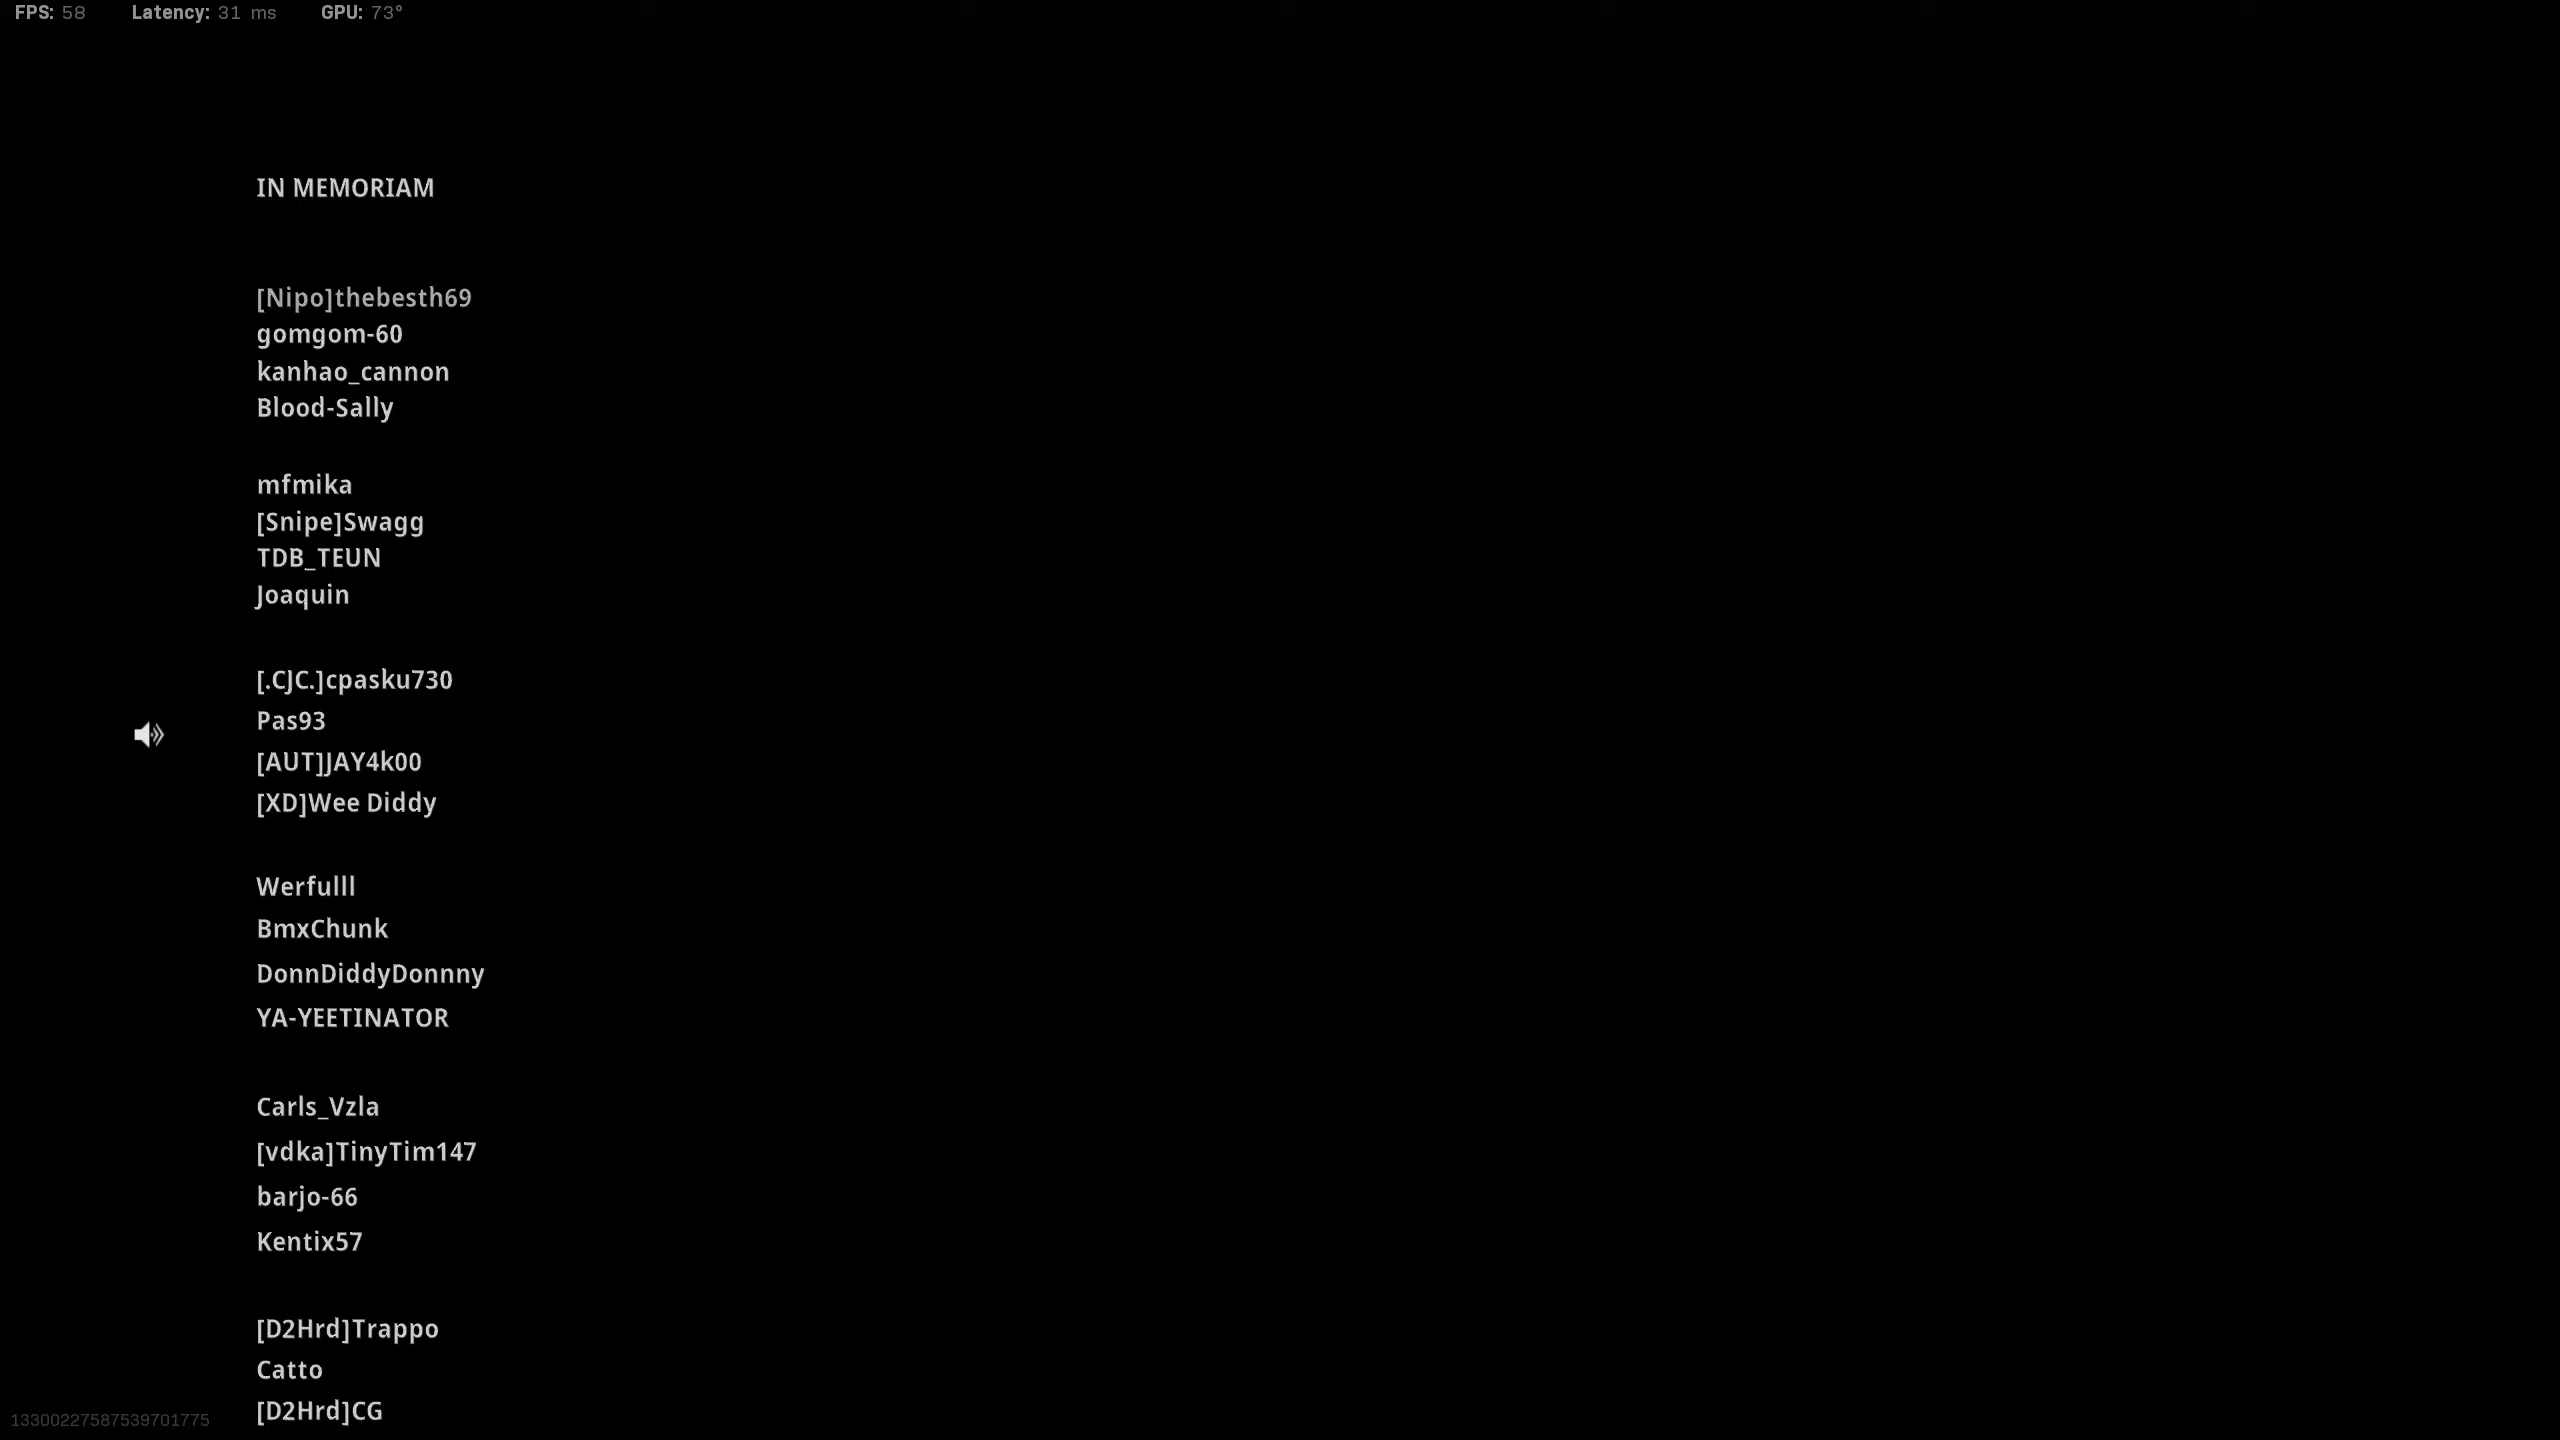 FPS: 58 Latency: 31 ms GPU: 73°
IN MEMORIAM
[Nipo]thebesth69
gomgom-60
kanhao_cannon
Blood-Sally
mfmika
[Snipe]Swagg
TDB_TEUN
Joaquin
[.CJC.]cpasku730
Pas93
[AUT]JAY4k00
[XD]Wee Diddy
Werfulll
BmxChunk
DonnDiddyDonnny
YA-YEETINATOR
Carls_Vzla
[vdka]TinyTim147
barjo-66
Kentix57
[D2Hrd]Trappo
Catto
[D2Hrd]CG
13300227587539701775